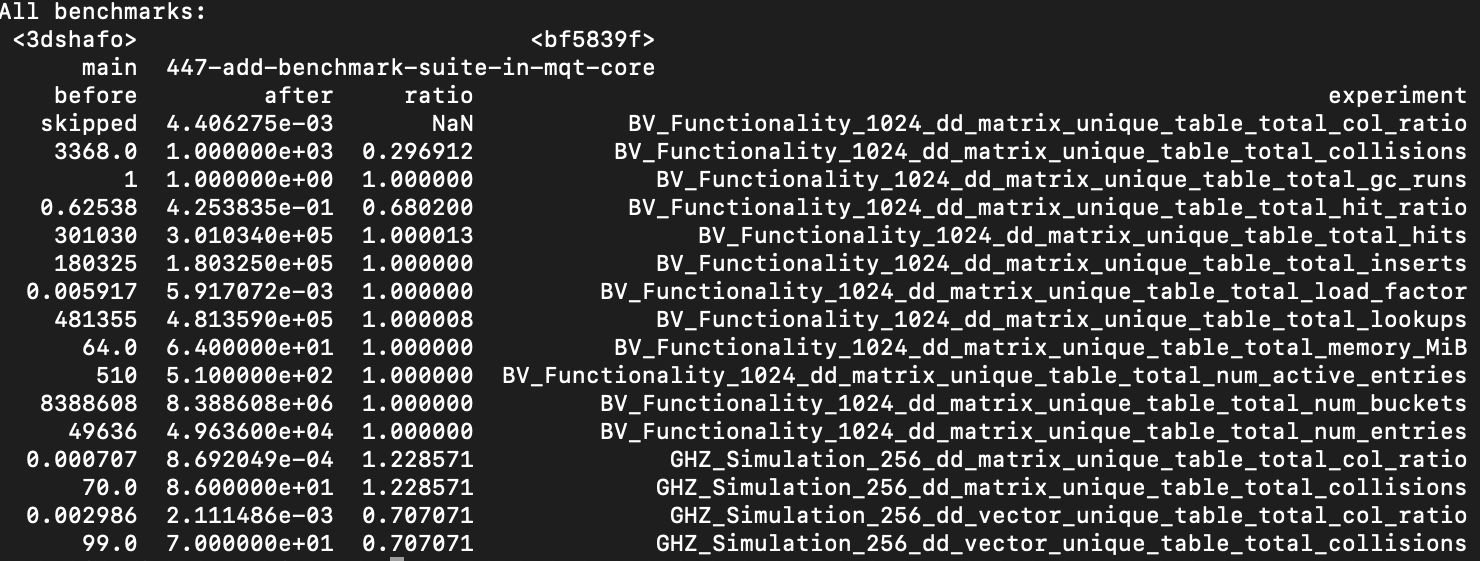 All benchmarks:
<3dshafo> <bf5839f>
main 447-add-benchmark-suite-in-mqt-core
before after ratio experiment
skipped 4.406275e-03 NaN BV_Functionality_1024_dd_matrix_unique_table_total_col_ratio
3368.0 1.000000e+03 0.296912 BV_Functionality_1024_dd_matrix_unique_table_total_collisions
1 1.000000e+00 1.000000 BV_Functionality_1024_dd_matrix_unique_table_total_gc_runs
0.62538 4.253835e-01 0.680200 BV_Functionality_1024_dd_matrix_unique_table_total_hit_ratio
301030 3.010340e+05 1.000013 BV_Functionality_1024_dd_matrix_unique_table_total_hits
180325 1.803250e+05 1.000000 BV_Functionality_1024_dd_matrix_unique_table_total_inserts
0.005917 5.917072e-03 1.000000 BV_Functionality_1024_dd_matrix_unique_table_total_load_factor
481355 4.813590e+05 1.000008 BV_Functionality_1024_dd_matrix_unique_table_total_lookups
64.0 6.400000e+01 1.000000 BV_Functionality_1024_dd_matrix_unique_table_total_memory_MiB
510 5.100000e+02 1.000000 BV_Functionality_1024_dd_matrix_unique_table_total_num_active_entries
8388608 8.388608e+06 1.000000 BV_Functionality_1024_dd_matrix_unique_table_total_num_buckets
49636 4.963600e+04 1.000000 BV_Functionality_1024_dd_matrix_unique_table_total_num_entries
0.000707 8.692049e-04 1.228571 GHZ_Simulation_256_dd_matrix_unique_table_total_col_ratio
70.0 8.600000e+01 1.228571 GHZ_Simulation_256_dd_matrix_unique_table_total_collisions
0.002986 2.111486e-03 0.707071 GHZ_Simulation_256_dd_vector_unique_table_total_col_ratio
99.0 7.000000e+01 0.707071 GHZ_Simulation_256_dd_vector_unique_table_total_collisions